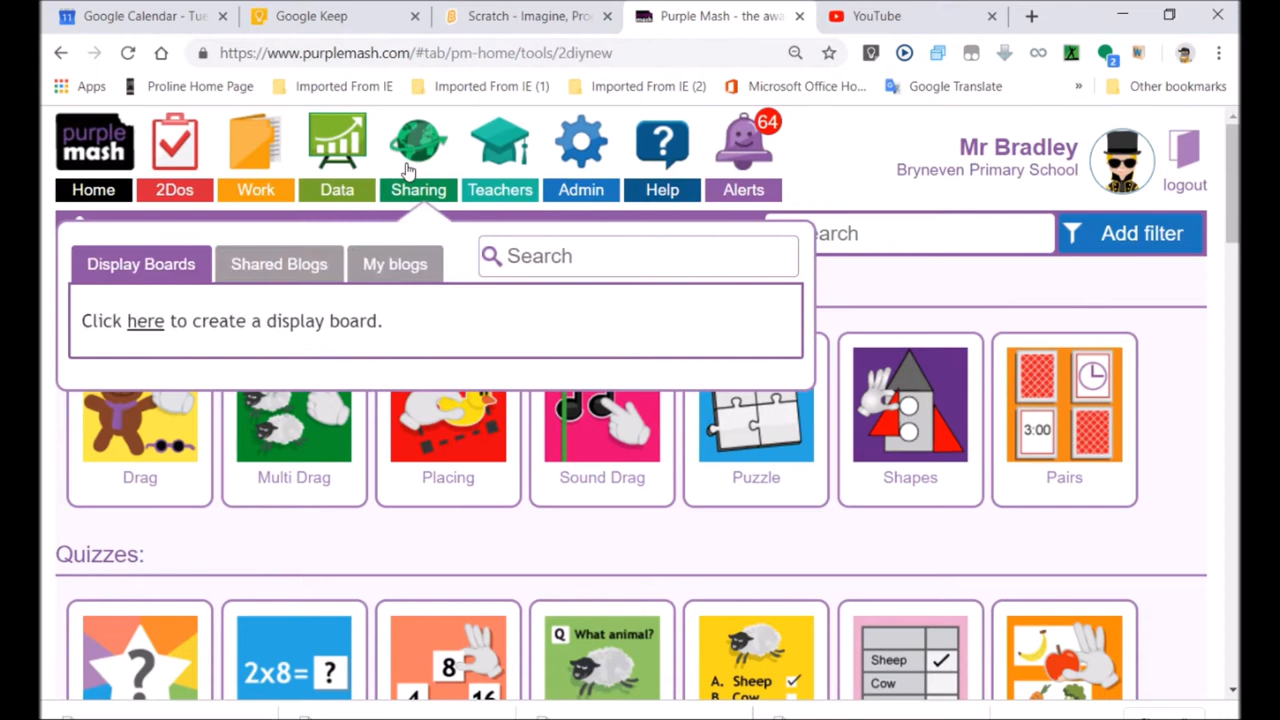 Google Calendar - Tue
Google Keep
Scratch - Imagine, Pro
Purple Mash - the awa
YouTube
https://www.purplemash.com/#tab/pm-home/tools/2diynew
2
Apps
Proline Home Page
Imported From IE
Imported From IE (1)
Imported From IE (2)
Microsoft Office Ho...
Google Translate
»
Other bookmarks
purple
mash
64
Mr Bradley
Bryneven Primary School
logout
Home
2Dos
Work
Data
Sharing
Teachers
Admin
Help
Alerts
earch
Add filter
Display Boards
Shared Blogs
My blogs
Search
Click here to create a display board.
3:00
Drag
Multi Drag
Placing
Sound Drag
Puzzle
Shapes
Pairs
Quizzes:
?
2x8= ?
8
4
16
Q What animal?
A. Sheep
B. Cow
Sheep
Cow